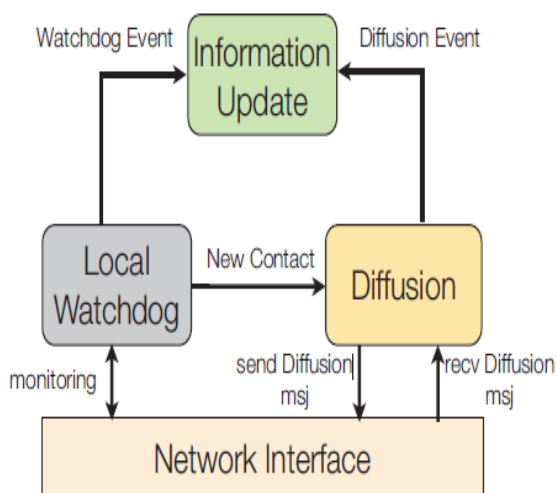 Watchdog Event
Diffusion Event
Information
Update
Local
Watchdog
New Contact
Diffusion
monitoring
send Diffusion
msj
recv Diffusion
msj
Network Interface